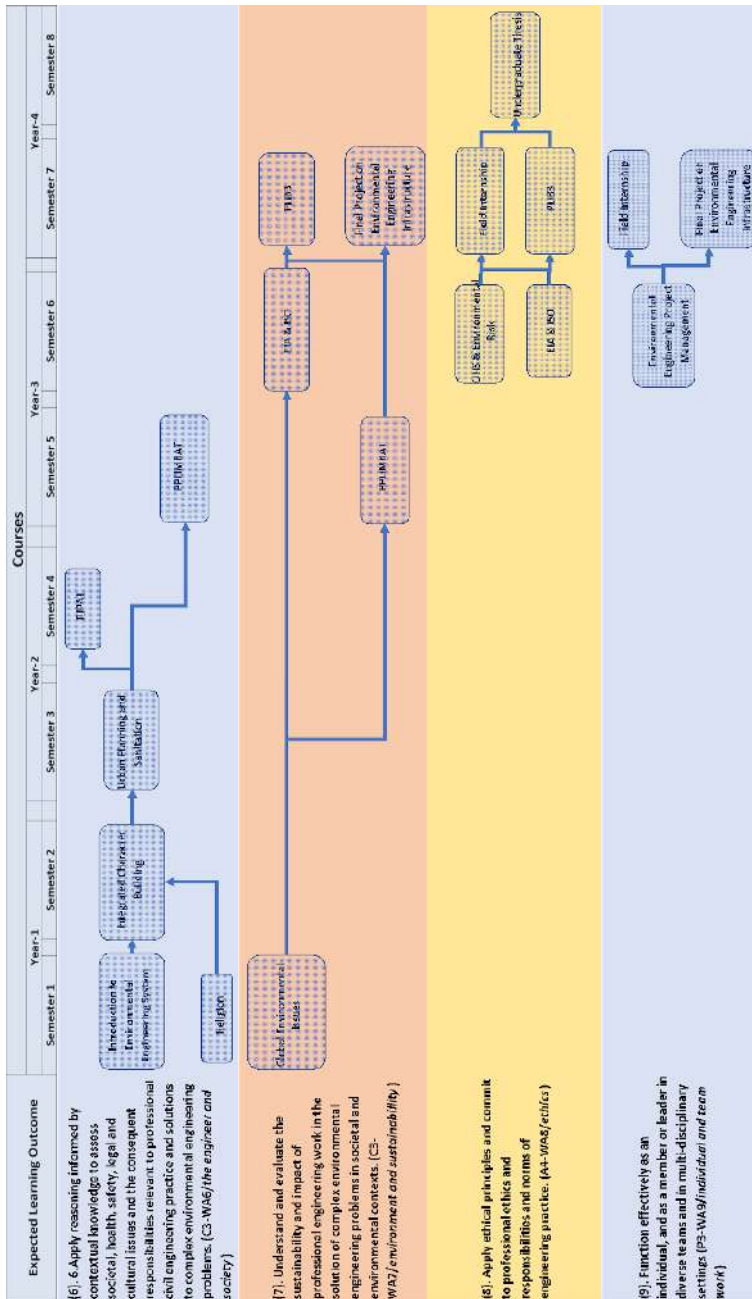 Expected Learning Outcome
Courses
Year-1
Year-2
Year-3
Year-4
Semester 1
Semester 2
Semester 3
Semester 4
Semester 5
Semester 6
Semester 7
Semester 8
(6). 6 Apply reasoning informed by
contextual knowledge to assess
societal, health, safety, legal and
cultural issues and the consequent
responsibilities relevant to professional
civil engineering practice and solutions
to complex environmental engineering
problems. (C3-WA6/the engineer and
society )
Introduction to
Environmental
Engineering System
Religion
Integrated Character
Building
Urban Planning and
Sanitation
(7). Understand and evaluate the
sustainability and impact of
professional engineering work in the
solution of complex environmental
engineering problems in societal and
environmental contexts. (C3-
WA7/environment and sustainability )
Global Environmental
Issues
EIA & ISO
Final Project on
Environmental
Engineering
Infrastructure
(8). Apply ethical principles and commit
to professional ethics and
responsibilities and norms of
engineering practice. (A4-WA8/ethics )
OHS & Environmental
Risk
EIA & ISO
Field Internship
Undergraduate Thesis
(9). Function effectively as an
individual, and as a member or leader in
diverse teams and in multi-disciplinary
settings (P3-WA9/individual and team
work )
Environmental
Engineering Project
Management
Field Internship
Final Project on
Environmental
Engineering
Infrastructure